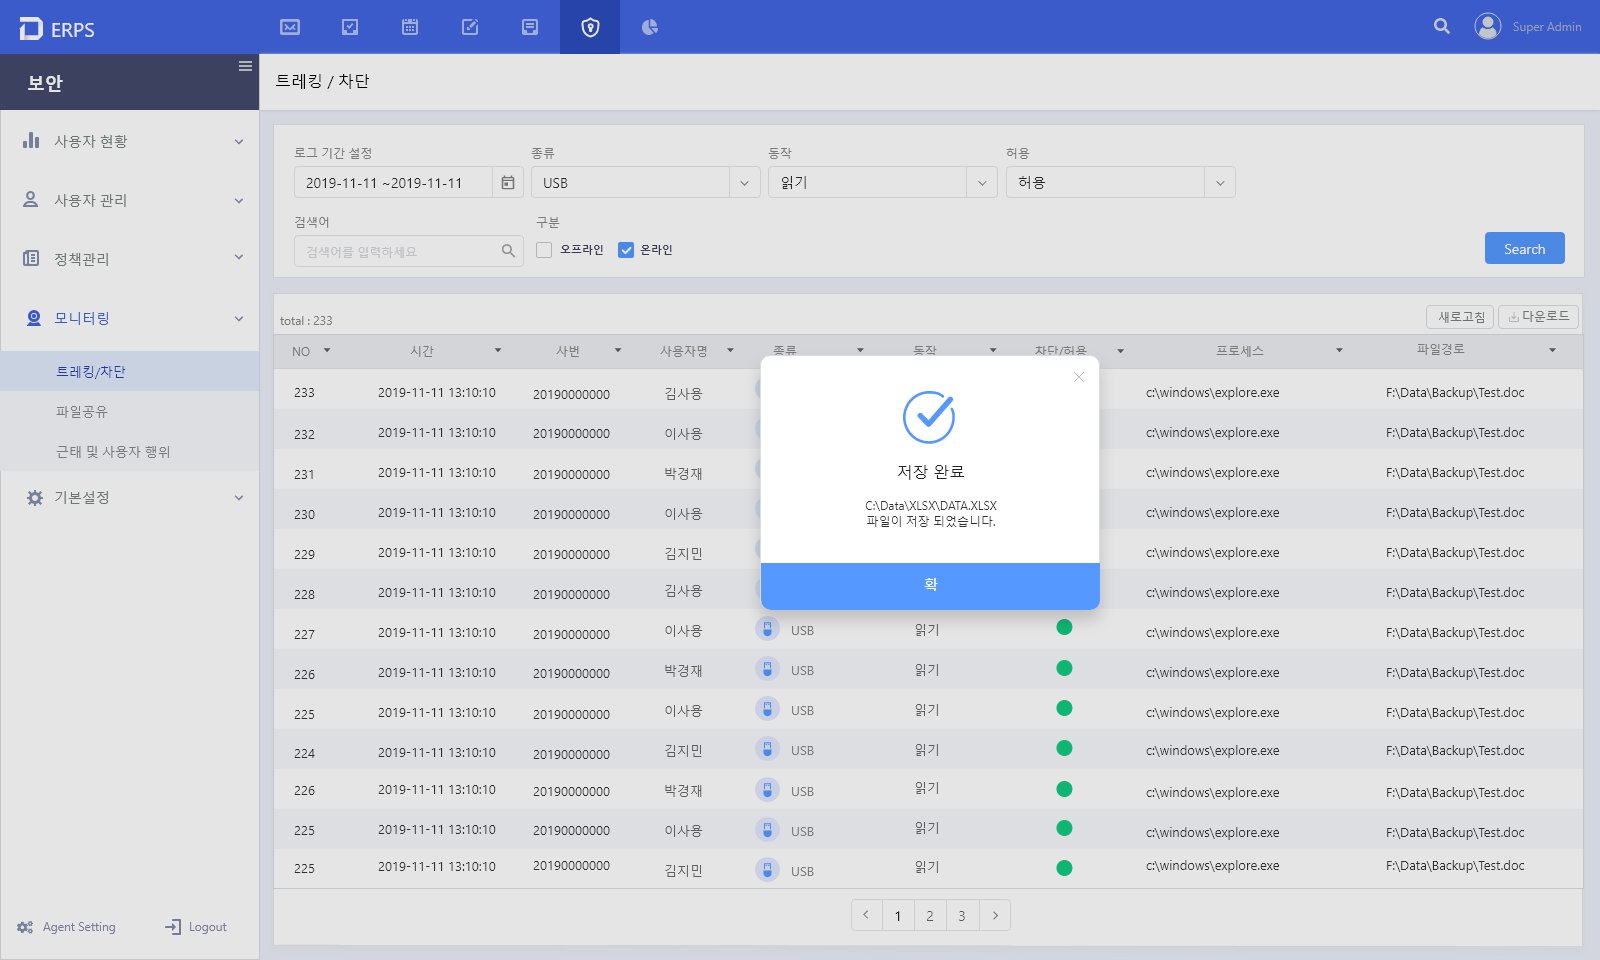 ERPS
Super Admin
보안
트레킹 / 차단
사용자 현황
사용자 관리
정책관리
모니터링
트레킹/차단
파일공유
근태 및 사용자 행위
기본설정
Agent Setting
Logout
로그 기간 설정 종류 동작 허용
2019-11-11 ~2019-11-11 USB 읽기 허용
검색어 구분
검색어를 입력하세요 오프라인 온라인 Search
total : 233 새로고침 다운로드
NO 시간 사번 사용자명 종류 동작 차단/허용 프로세스 파일경로
233 2019-11-11 13:10:10 20190000000 김사용 c:\windows\explore.exe F:\Data\Backup\Test.doc
232 2019-11-11 13:10:10 20190000000 이사용 c:\windows\explore.exe F:\Data\Backup\Test.doc
231 2019-11-11 13:10:10 20190000000 박경재 c:\windows\explore.exe F:\Data\Backup\Test.doc
230 2019-11-11 13:10:10 20190000000 이사용 c:\windows\explore.exe F:\Data\Backup\Test.doc
229 2019-11-11 13:10:10 20190000000 김지민 c:\windows\explore.exe F:\Data\Backup\Test.doc
228 2019-11-11 13:10:10 20190000000 김사용 c:\windows\explore.exe F:\Data\Backup\Test.doc
227 2019-11-11 13:10:10 20190000000 이사용 USB 읽기 c:\windows\explore.exe F:\Data\Backup\Test.doc
226 2019-11-11 13:10:10 20190000000 박경재 USB 읽기 c:\windows\explore.exe F:\Data\Backup\Test.doc
225 2019-11-11 13:10:10 20190000000 이사용 USB 읽기 c:\windows\explore.exe F:\Data\Backup\Test.doc
224 2019-11-11 13:10:10 20190000000 김지민 USB 읽기 c:\windows\explore.exe F:\Data\Backup\Test.doc
226 2019-11-11 13:10:10 20190000000 박경재 USB 읽기 c:\windows\explore.exe F:\Data\Backup\Test.doc
225 2019-11-11 13:10:10 20190000000 이사용 USB 읽기 c:\windows\explore.exe F:\Data\Backup\Test.doc
225 2019-11-11 13:10:10 20190000000 김지민 USB 읽기 c:\windows\explore.exe F:\Data\Backup\Test.doc
저장 완료
C:\Data\XLSX\DATA.XLSX
파일이 저장 되었습니다.
확
1 2 3